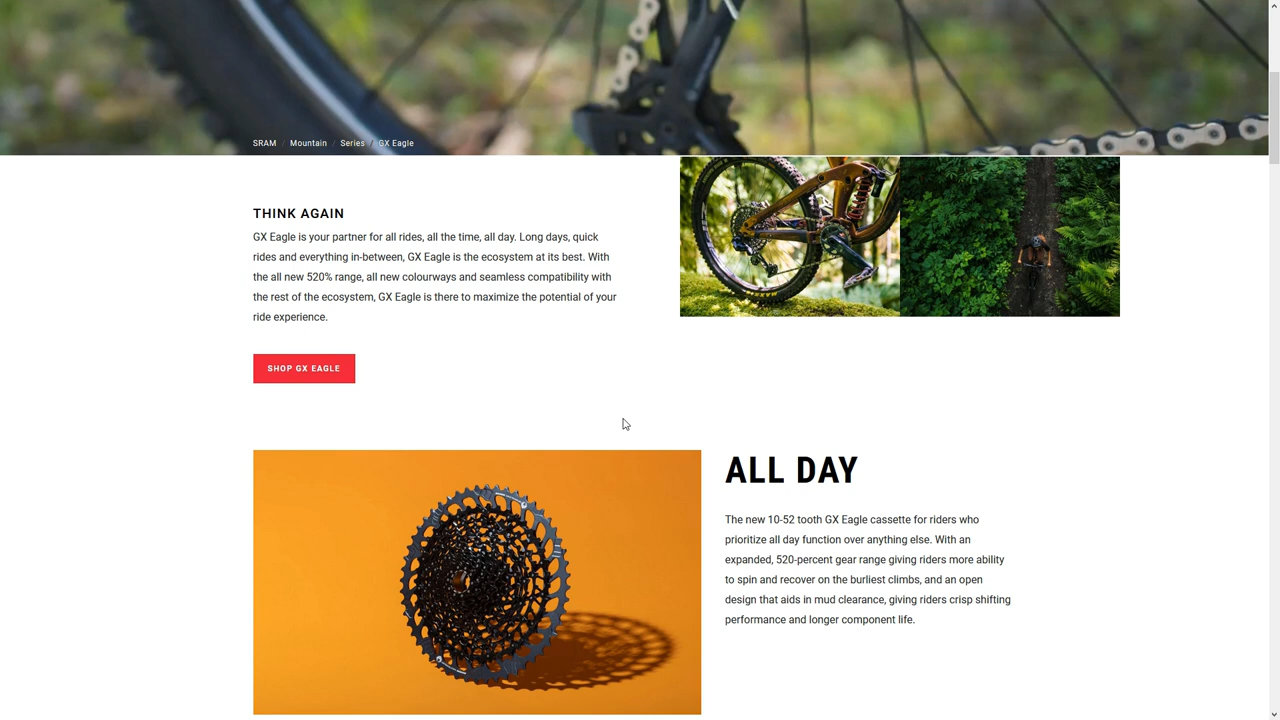 SRAM / Mountain / Series / GX Eagle
THINK AGAIN
GX Eagle is your partner for all rides, all the time, all day. Long days, quick
rides and everything in-between, GX Eagle is the ecosystem at its best. With
the all new 520% range, all new colourways and seamless compatibility with
the rest of the ecosystem, GX Eagle is there to maximize the potential of your
ride experience.
SHOP GX EAGLE
ALL DAY
The new 10-52 tooth GX Eagle cassette for riders who
prioritize all day function over anything else. With an
expanded, 520-percent gear range giving riders more ability
to spin and recover on the burliest climbs, and an open
design that aids in mud clearance, giving riders crisp shifting
performance and longer component life.